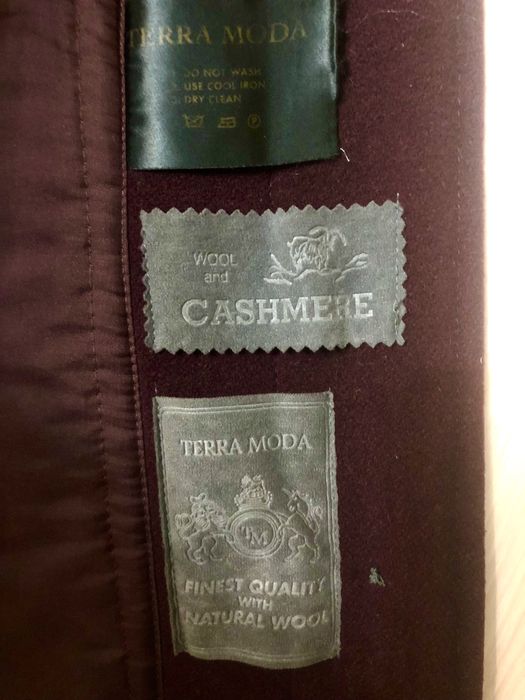 TERRA MODA
DO NOT WASH
USE COOL IRON
DRY CLEAN
P
WOOL
and
CASHMERE
TERRA MODA
TM
FINEST QUALITY
WITH
NATURAL WOOL